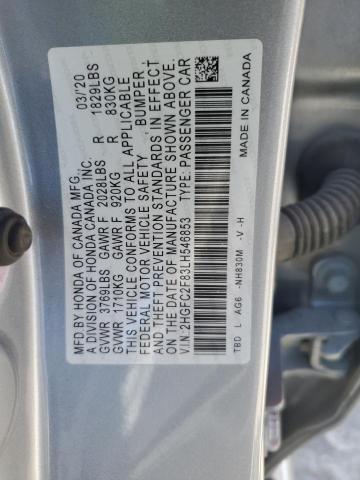 MFD. BY HONDA OF CANADA MFG. 03/20
A DIVISION OF HONDA CANADA INC.
GVWR 3769LBS GAWR F 2028LBS R 1829LBS
GVWR 1710KG GAWR F 920KG R 830KG
THIS VEHICLE CONFORMS TO ALL APPLICABLE
FEDERAL MOTOR VEHICLE SAFETY, BUMPER,
AND THEFT PREVENTION STANDARDS IN EFFECT
ON THE DATE OF MANUFACTURE SHOWN ABOVE.
V.I.N: 2HGFC2F83LH546853 TYPE: PASSENGER CAR
TBD L AG6 -NH830M -V -H
MADE IN CANADA